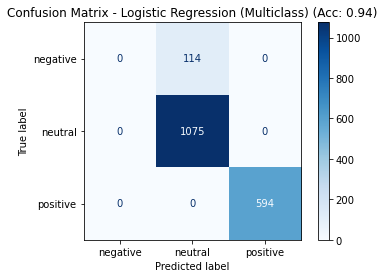 Confusion Matrix - Logistic Regression (Multiclass) (Acc: 0.94)
negative 0 114 0
neutral 0 1075 0
positive 0 0 594
negative neutral positive
Predicted label
True label
1000
800
600
400
200
0